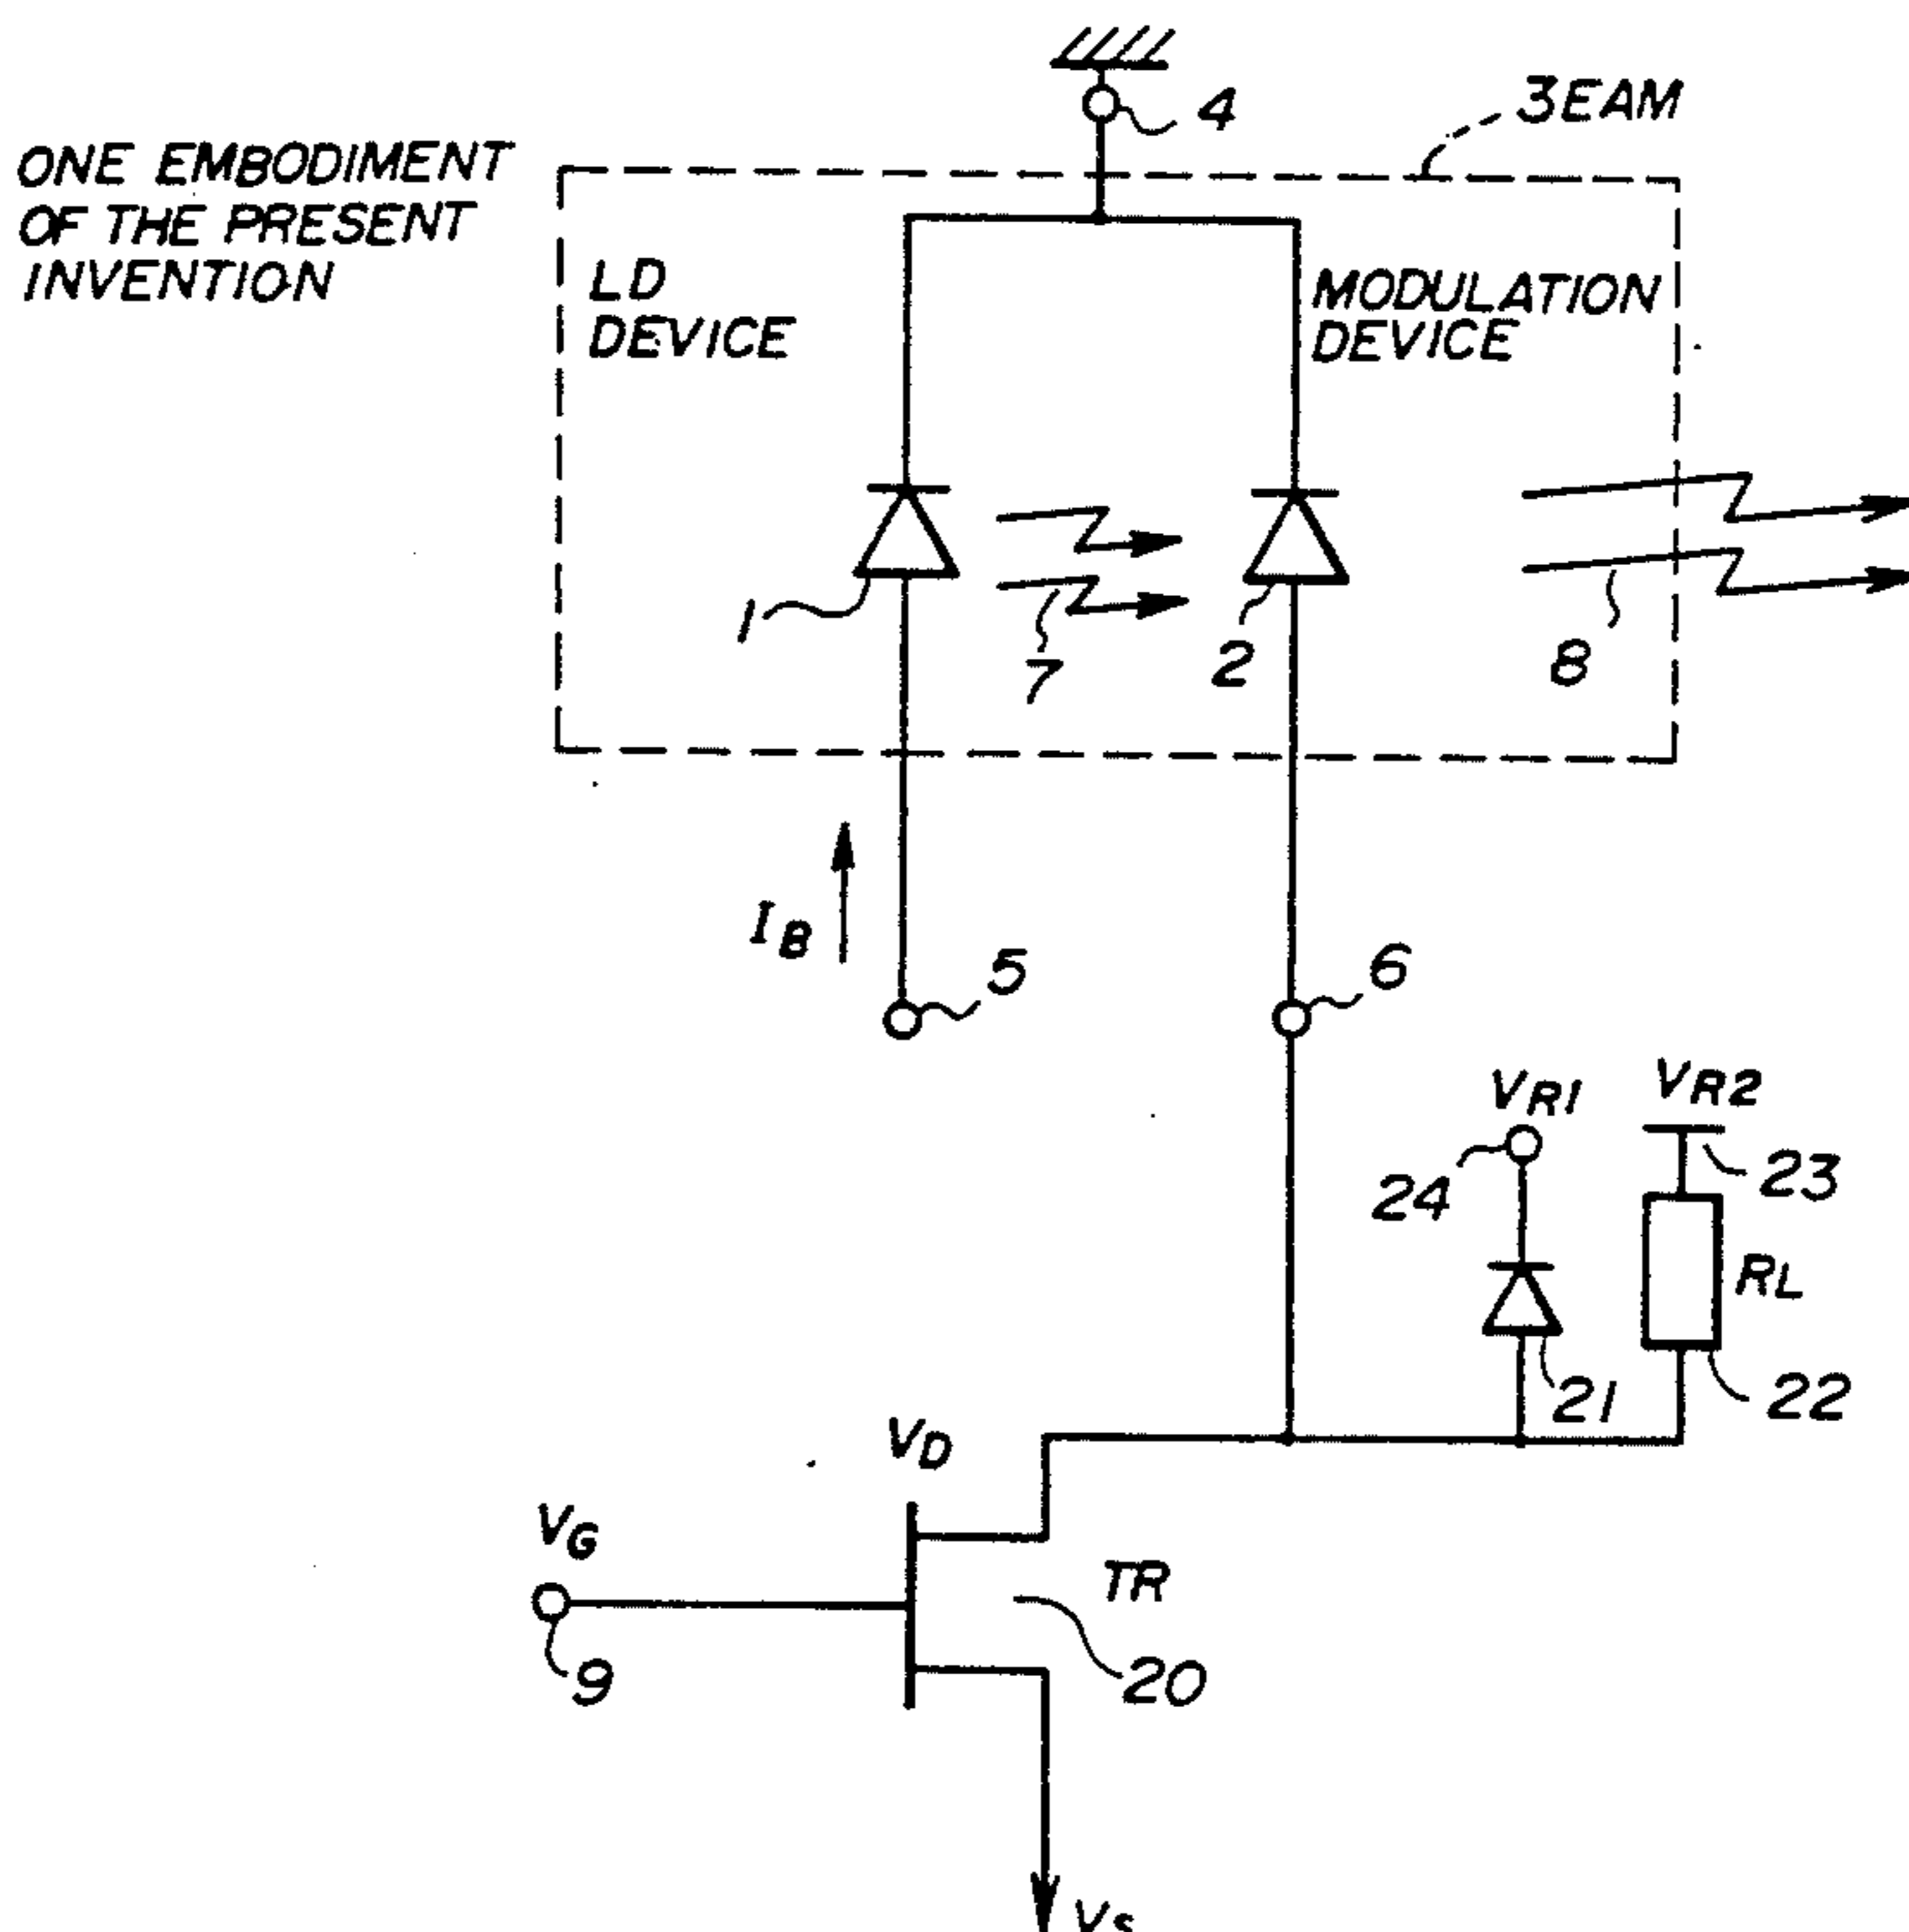 ONE EMBODIMENT
OF THE PRESENT
INVENTION
4
3EAM
LD
DEVICE
MODULATION
DEVICE
1
7
2
8
IB
5
6
VR1
VR2
24
23
RL
21
22
VD
VG
TR
9
20
VS